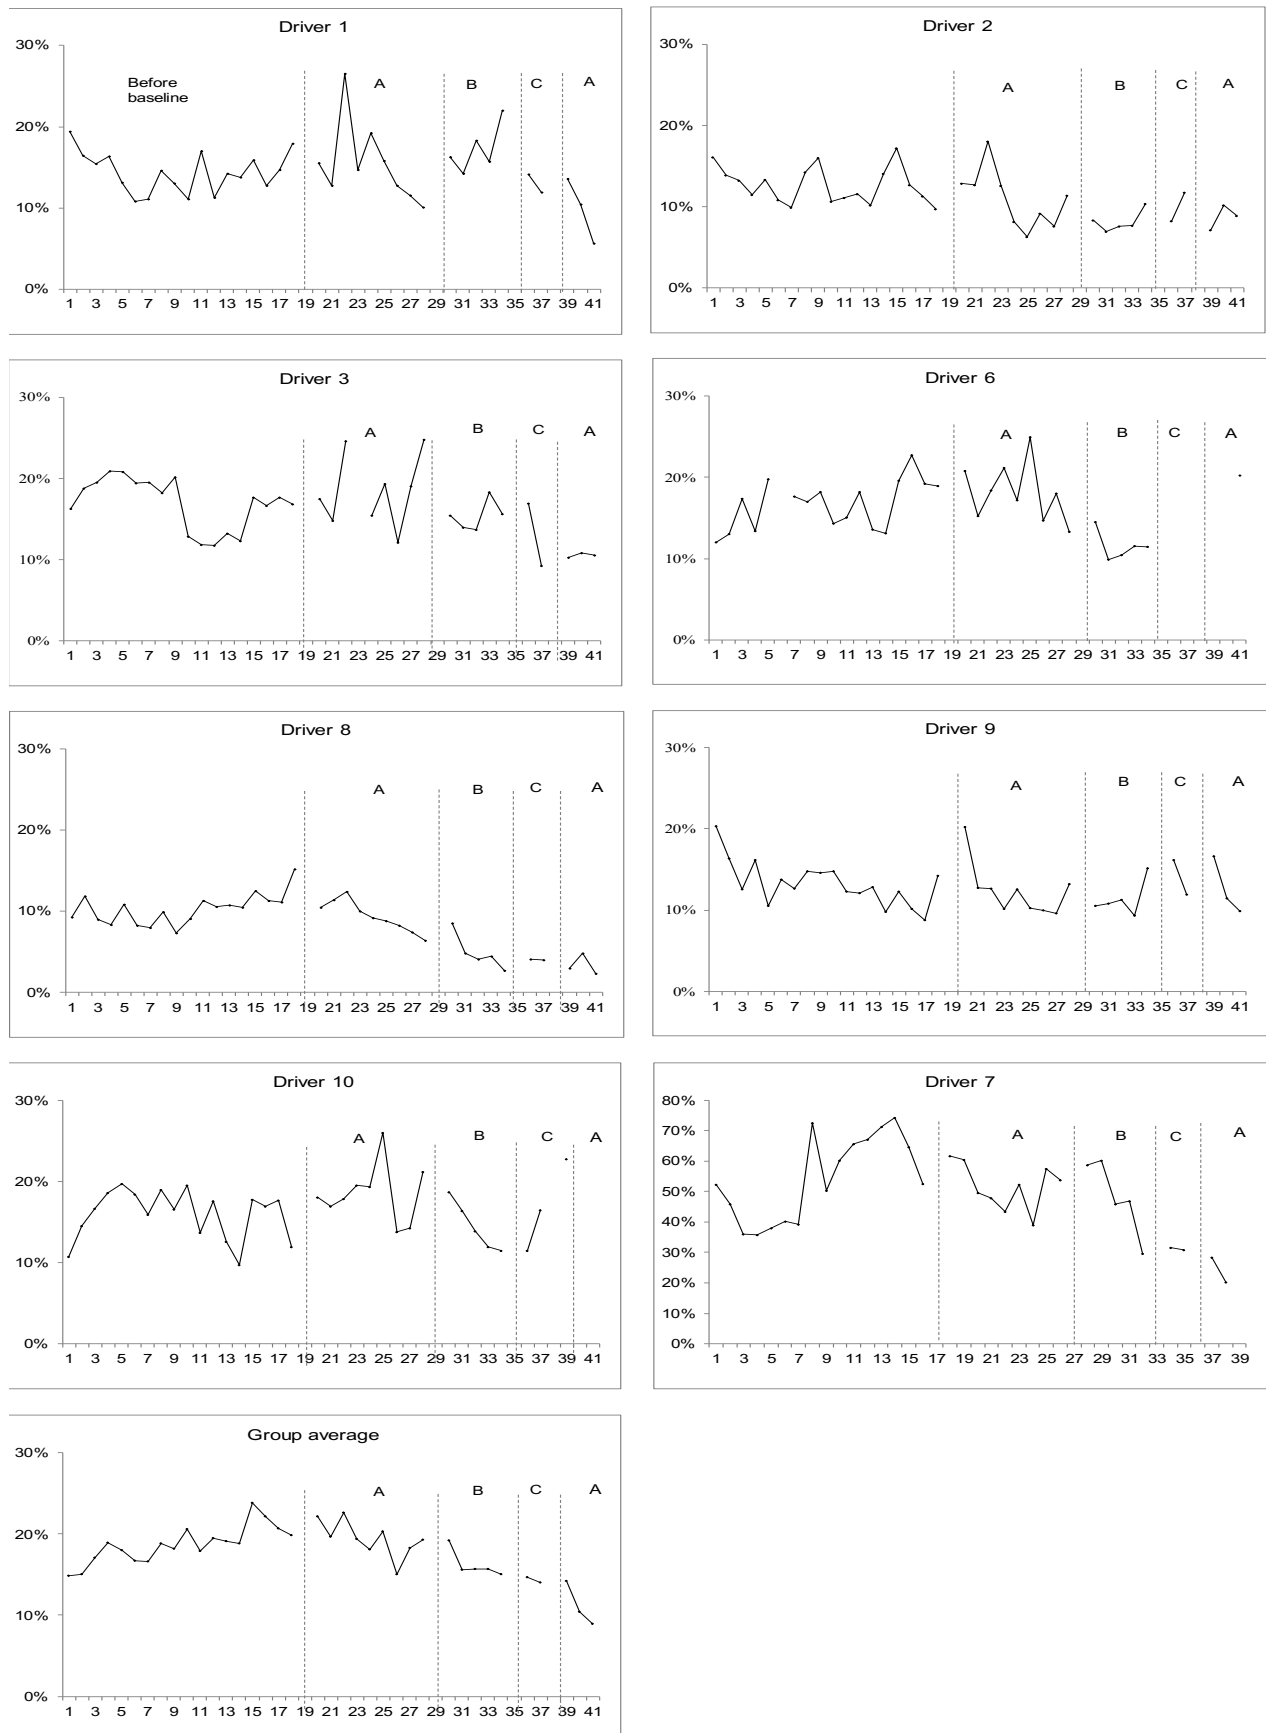 Driver 1
30%
20%
10%
0%
Before
baseline
A
B
C
A
1 3 5 7 9 11 13 15 17 19 21 23 25 27 29 31 33 35 37 39 41
Driver 2
30%
20%
10%
0%
A
B
C
A
1 3 5 7 9 11 13 15 17 19 21 23 25 27 29 31 33 35 37 39 41
Driver 3
30%
20%
10%
0%
A
B
C
A
1 3 5 7 9 11 13 15 17 19 21 23 25 27 29 31 33 35 37 39 41
Driver 6
30%
20%
10%
0%
A
B
C
A
1 3 5 7 9 11 13 15 17 19 21 23 25 27 29 31 33 35 37 39 41
Driver 8
30%
20%
10%
0%
A
B
C
A
1 3 5 7 9 11 13 15 17 19 21 23 25 27 29 31 33 35 37 39 41
Driver 9
30%
20%
10%
0%
A
B
C
A
1 3 5 7 9 11 13 15 17 19 21 23 25 27 29 31 33 35 37 39 41
Driver 10
30%
20%
10%
0%
A
B
C
A
1 3 5 7 9 11 13 15 17 19 21 23 25 27 29 31 33 35 37 39 41
Driver 7
80%
70%
60%
50%
40%
30%
20%
10%
0%
A
B
C
A
1 3 5 7 9 11 13 15 17 19 21 23 25 27 29 31 33 35 37 39
Group average
30%
20%
10%
0%
A
B
C
A
1 3 5 7 9 11 13 15 17 19 21 23 25 27 29 31 33 35 37 39 41